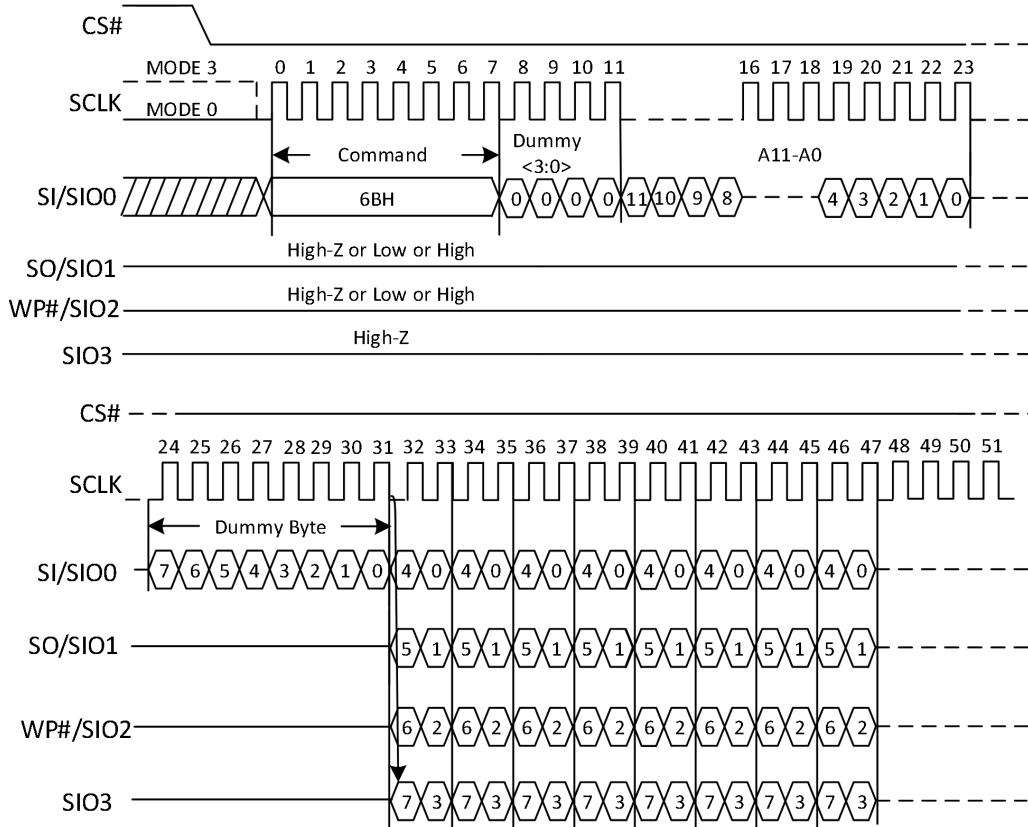 CS#
MODE 3 0 1 2 3 4 5 6 7 8 9 10 11 16 17 18 19 20 21 22 23
SCLK
MODE 0
Command Dummy A11-A0
<3:0>
SI/SIO0 6BH 0 0 0 0 11 10 9 8 4 3 2 1 0
High-Z or Low or High
SO/SIO1
High-Z or Low or High
WP#/SIO2
High-Z
SIO3
CS#
24 25 26 27 28 29 30 31 32 33 34 35 36 37 38 39 40 41 42 43 44 45 46 47 48 49 50 51
SCLK
Dummy Byte
SI/SIO0 7 6 5 4 3 2 1 0 4 0 4 0 4 0 4 0 4 0 4 0 4 0 4 0
SO/SIO1 5 1 5 1 5 1 5 1 5 1 5 1 5 1 5 1
WP#/SIO2 6 2 6 2 6 2 6 2 6 2 6 2 6 2 6 2
SIO3 7 3 7 3 7 3 7 3 7 3 7 3 7 3 7 3